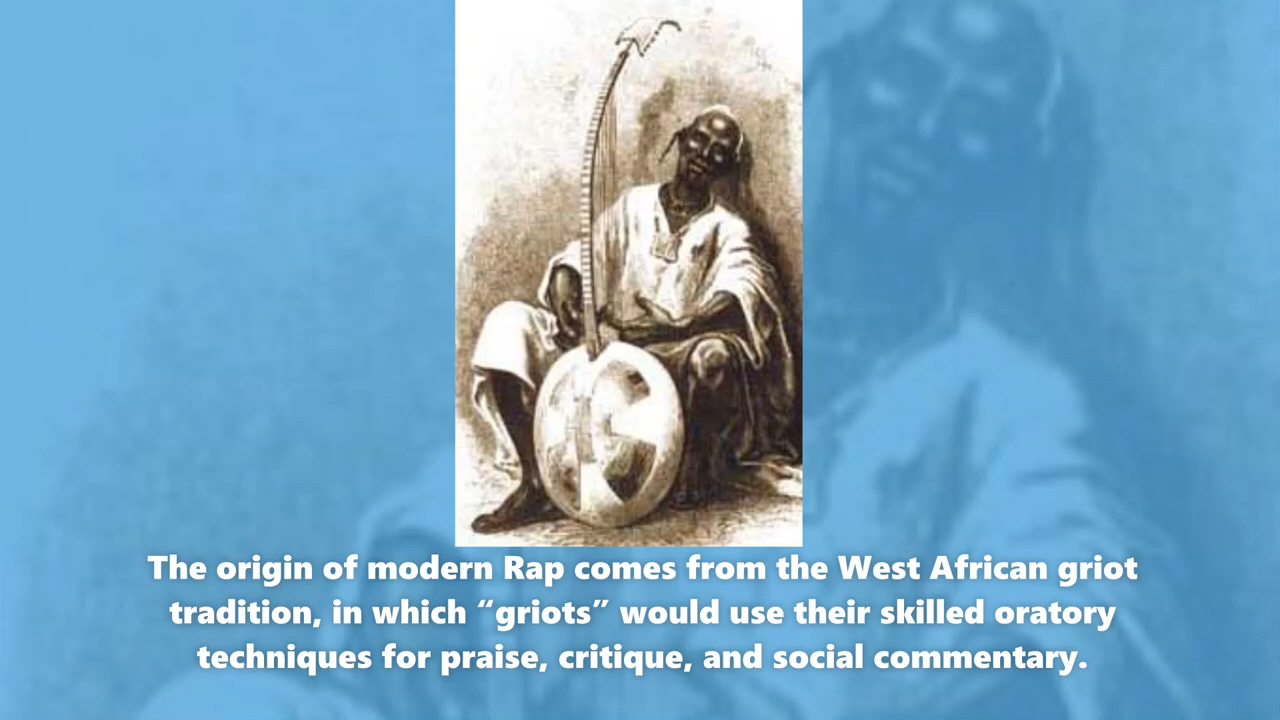 The origin of modern Rap comes from the West African griot
tradition, in which “griots” would use their skilled oratory
techniques for praise, critique, and social commentary.